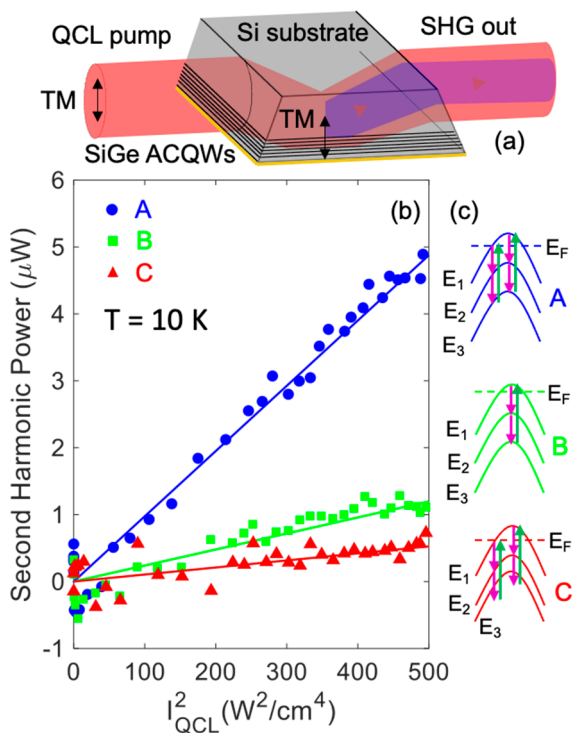 QCL pump
Si substrate
SHG out
TM
TM
SiGe ACQWs
(a)
(b)
(c)
A
B
C
T = 10 K
Second Harmonic Power (μW)
6
5
4
3
2
1
0
-1
0
100
200
300
400
500
I²QCL(W²/cm⁴)
EF
E1
E2
A
E3
EF
E1
E2
B
E3
EF
E1
E2
C
E3